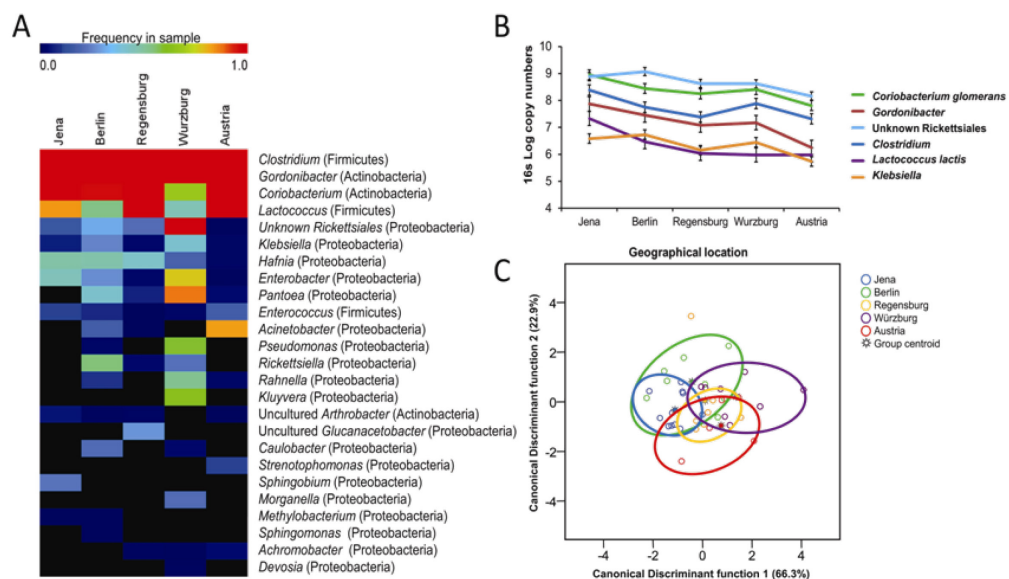 A
Frequency in sample
0.0
1.0
Jena
Berlin
Regensburg
Wurzburg
Austria
Clostridium (Firmicutes)
Gordonibacter (Actinobacteria)
Coriobacterium (Actinobacteria)
Lactococcus (Firmicutes)
Unknown Rickettsiales (Proteobacteria)
Klebsiella (Proteobacteria)
Hafnia (Proteobacteria)
Enterobacter (Proteobacteria)
Pantoea (Proteobacteria)
Enterococcus (Firmicutes)
Acinetobacter (Proteobacteria)
Pseudomonas (Proteobacteria)
Rickettsiella (Proteobacteria)
Rahnella (Proteobacteria)
Kluyvera (Proteobacteria)
Uncultured Arthrobacter (Actinobacteria)
Uncultured Glucanacetobacter (Proteobacteria)
Caulobacter (Proteobacteria)
Strenotophomonas (Proteobacteria)
Sphingobium (Proteobacteria)
Morganella (Proteobacteria)
Methylobacterium (Proteobacteria)
Sphingomonas (Proteobacteria)
Achromobacter (Proteobacteria)
Devosia (Proteobacteria)
B
16s Log copy numbers
10
9
8
7
6
5
4
Jena
Berlin
Regensburg
Wurzburg
Austria
Geographical location
Coriobacterium glomerans
Gordonibacter
Unknown Rickettsiales
Clostridium
Lactococcus lactis
Klebsiella
C
Canonical Discriminant function 2 (22.9%)
4
2
0
-2
-4
-4
-2
0
2
4
Canonical Discriminant function 1 (66.3%)
Jena
Berlin
Regensburg
Würzburg
Austria
Group centroid